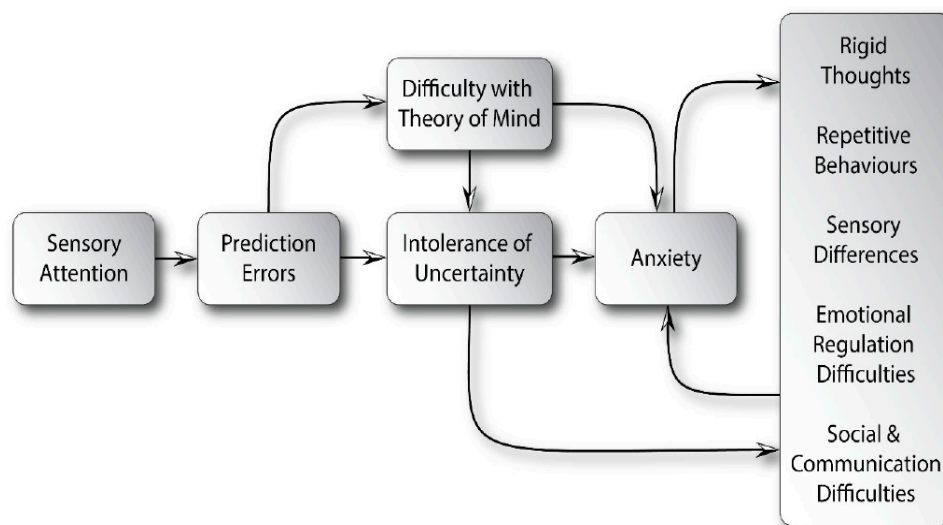 Sensory
Attention
Prediction
Errors
Difficulty with
Theory of Mind
Intolerance of
Uncertainty
Anxiety
Rigid
Thoughts
Repetitive
Behaviours
Sensory
Differences
Emotional
Regulation
Difficulties
Social &
Communication
Difficulties